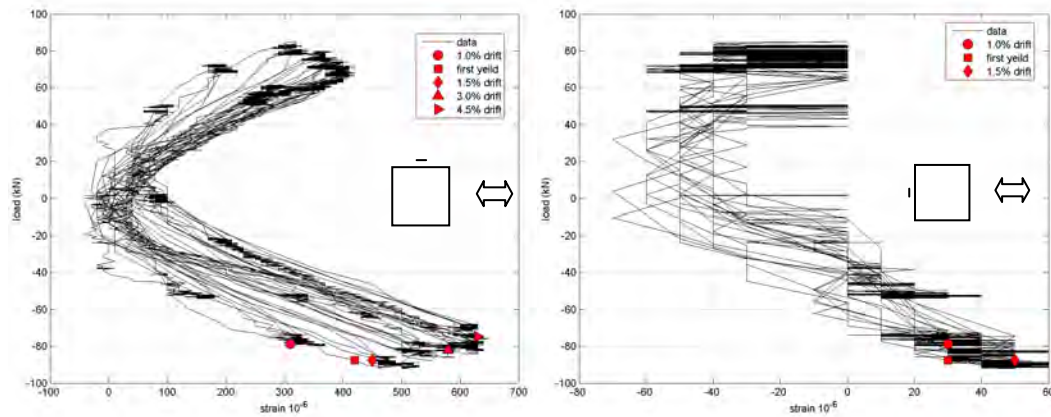 100
80
60
40
20
0
-20
-40
-60
-80
-100
load (kN)
-100 0 100 200 300 400 500 600 700
strain 10-6
data
1.0% drift
first yeild
1.5% drift
3.0% drift
4.5% drift
100
80
60
40
20
0
-20
-40
-60
-80
-100
load (kN)
-80 -60 -40 -20 0 20 40 60
strain 10-6
data
1.0% drift
first yeild
1.5% drift